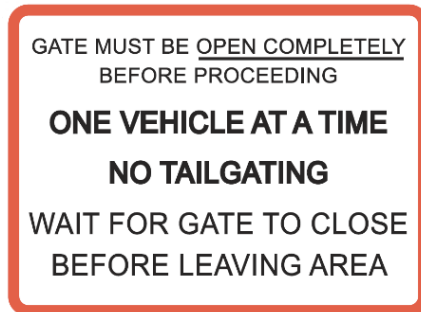 GATE MUST BE OPEN COMPLETELY
BEFORE PROCEEDING
ONE VEHICLE AT A TIME
NO TAILGATING
WAIT FOR GATE TO CLOSE
BEFORE LEAVING AREA